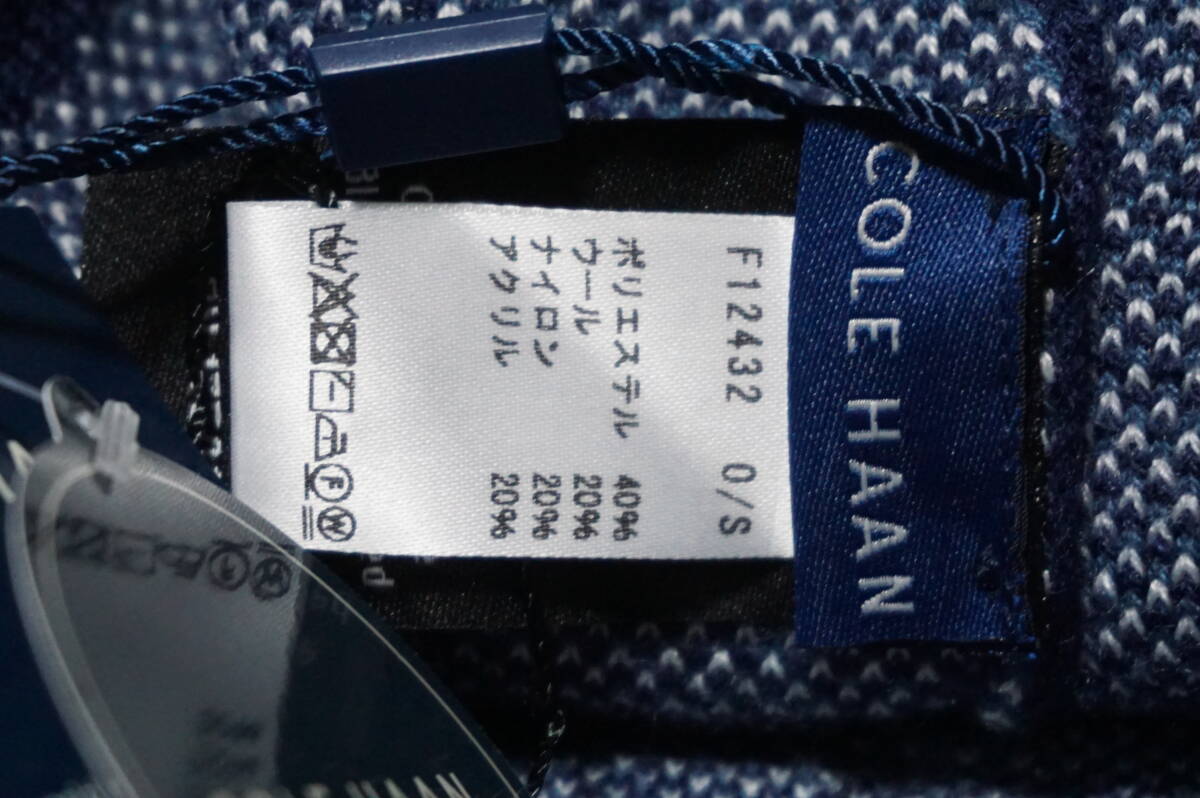 COLE HAAN
F12432 O/S
ポリエステル 40%
ウール 20%
ナイロン 20%
アクリル 20%